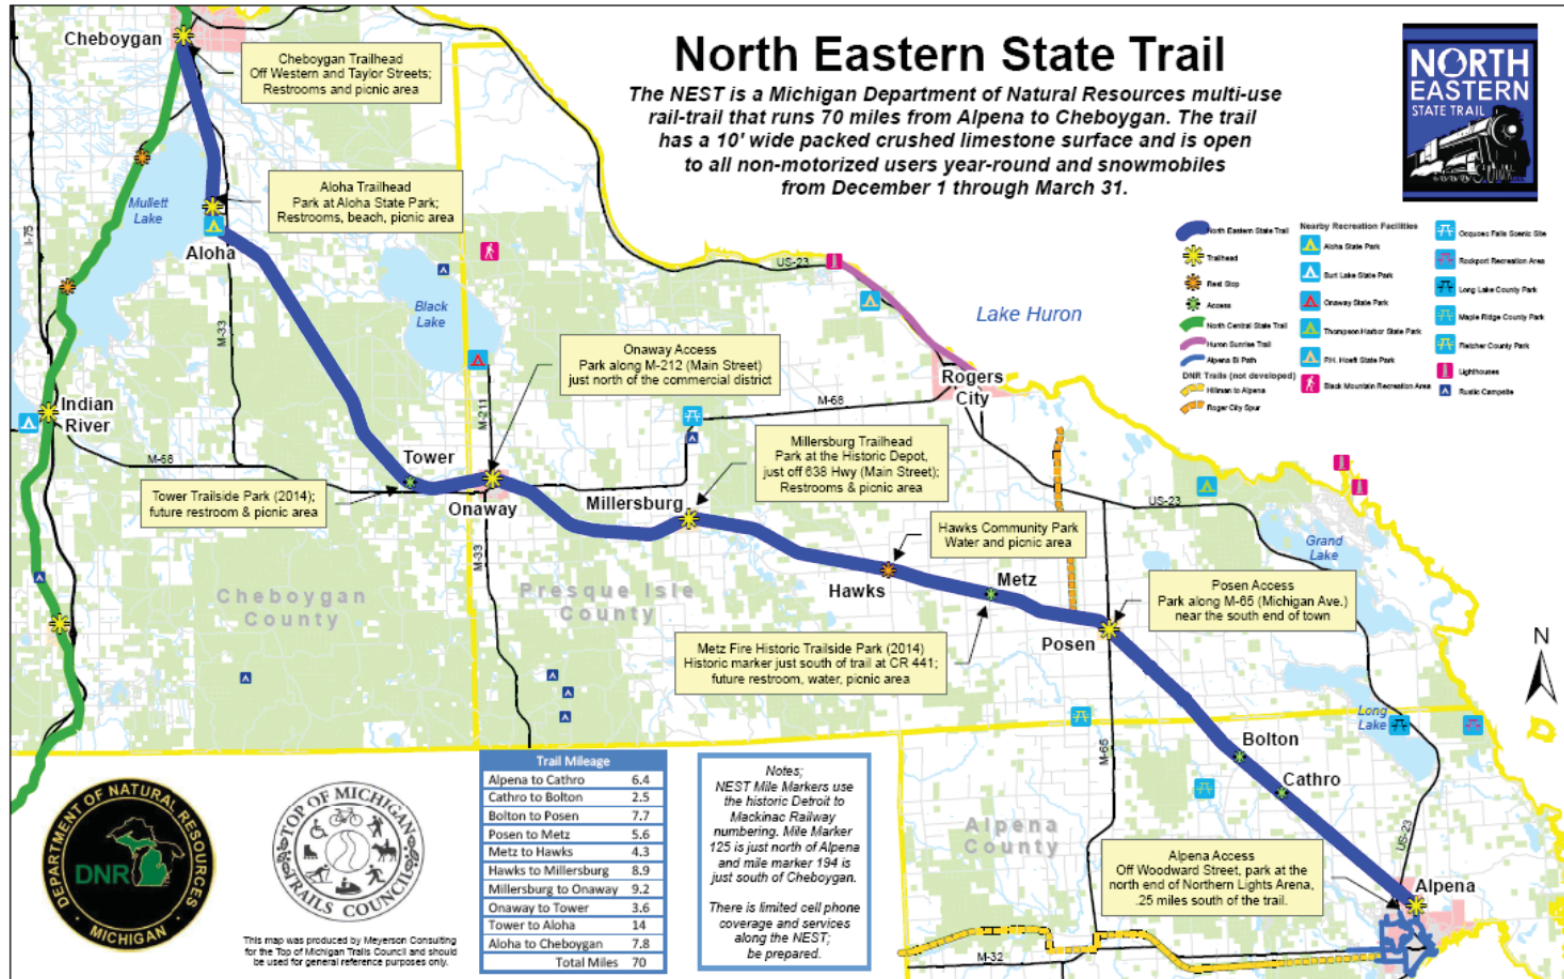 North Eastern State Trail
The NEST is a Michigan Department of Natural Resources multi-use
rail-trail that runs 70 miles from Alpena to Cheboygan. The trail
has a 10' wide packed crushed limestone surface and is open
to all non-motorized users year-round and snowmobiles
from December 1 through March 31.
NORTH
EASTERN
STATE TRAIL
Cheboygan
Cheboygan Trailhead
Off Western and Taylor Streets;
Restrooms and picnic area
Aloha Trailhead
Park at Aloha State Park;
Restrooms, beach, picnic area
Mullett
Lake
I-75
Aloha
M-33
Black
Lake
US-23
Lake Huron
North Eastern State Trail
Trailhead
Rest Stop
Access
North Central State Trail
Huron Sunrise Trail
Alpena Bi Path
DNR Trails (not developed)
Hillman to Alpena
Roger City Spur
Nearby Recreation Facilities
Aloha State Park
Burt Lake State Park
Onaway State Park
Thompson Harbor State Park
P.H. Hoeft State Park
Black Mountain Recreation Area
Ocqueoc Falls Scenic Site
Rockport Recreation Area
Long Lake County Park
Maple Ridge County Park
Fletcher County Park
Lighthouses
Rustic Campsite
Onaway Access
Park along M-212 (Main Street)
just north of the commercial district
Rogers
City
Indian
River
M-211
M-68
M-68
Tower
Tower Trailside Park (2014);
future restroom & picnic area
Onaway
Millersburg
Millersburg Trailhead
Park at the Historic Depot,
just off 638 Hwy (Main Street);
Restrooms & picnic area
US-23
Grand
Lake
Hawks Community Park
Water and picnic area
M-33
Hawks
Metz
Cheboygan
County
Presque Isle
County
Posen Access
Park along M-65 (Michigan Ave.)
near the south end of town
Posen
Metz Fire Historic Trailside Park (2014)
Historic marker just south of trail at CR 441;
future restroom, water, picnic area
N
Long
Lake
M-65
Bolton
Cathro
Alpena
County
US-23
Alpena Access
Off Woodward Street, park at the
north end of Northern Lights Arena,
.25 miles south of the trail.
Alpena
M-32
DEPARTMENT OF NATURAL RESOURCES
DNR
MICHIGAN
TOP OF MICHIGAN
TRAILS COUNCIL
This map was produced by Meyerson Consulting
for the Top of Michigan Trails Council and should
be used for general reference purposes only.
Trail Mileage
Alpena to Cathro 6.4
Cathro to Bolton 2.5
Bolton to Posen 7.7
Posen to Metz 5.6
Metz to Hawks 4.3
Hawks to Millersburg 8.9
Millersburg to Onaway 9.2
Onaway to Tower 3.6
Tower to Aloha 14
Aloha to Cheboygan 7.8
Total Miles 70
Notes;
NEST Mile Markers use
the historic Detroit to
Mackinac Railway
numbering. Mile Marker
125 is just north of Alpena
and mile marker 194 is
just south of Cheboygan.
There is limited cell phone
coverage and services
along the NEST;
be prepared.